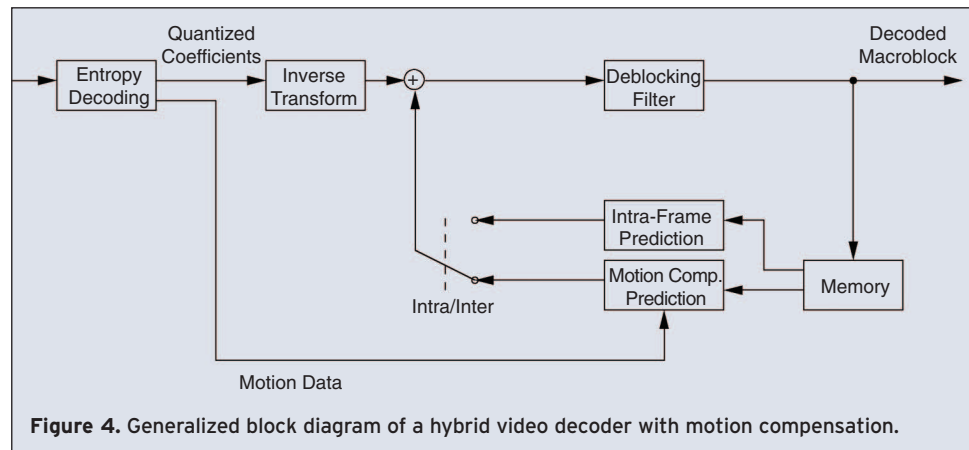 Quantized
Coefficients
Decoded
Macroblock
Entropy
Decoding
Inverse
Transform
+
Deblocking
Filter
Intra-Frame
Prediction
Motion Comp.
Prediction
Memory
Intra/Inter
Motion Data
Figure 4. Generalized block diagram of a hybrid video decoder with motion compensation.